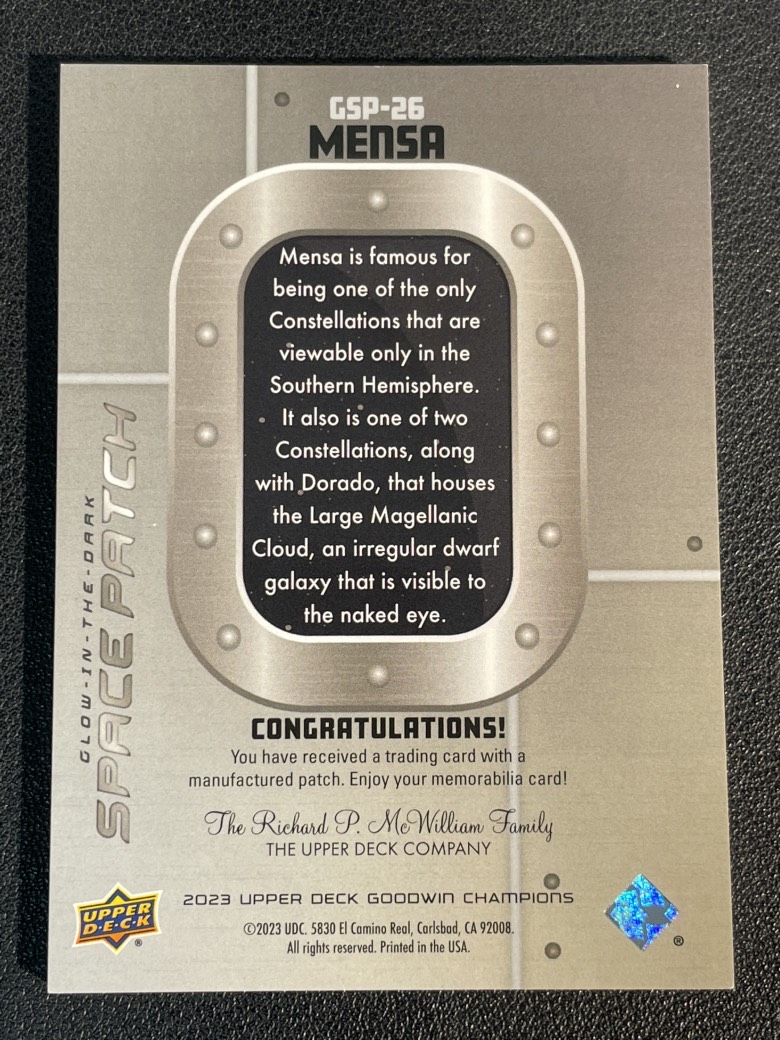 GSP-26
MENSA
Mensa is famous for
being one of the only
Constellations that are
viewable only in the
Southern Hemisphere.
It also is one of two
Constellations, along
with Dorado, that houses
the Large Magellanic
Cloud, an irregular dwarf
galaxy that is visible to
the naked eye.
GLOW-IN-THE-DARK
SPACE PATCH
CONGRATULATIONS!
You have received a trading card with a
manufactured patch. Enjoy your memorabilia card!
The Richard P. McWilliam Family
THE UPPER DECK COMPANY
2023 UPPER DECK GOODWIN CHAMPIONS
©2023 UDC. 5830 El Camino Real, Carlsbad, CA 92008.
All rights reserved. Printed in the USA.
UPPER
D·E·C·K
®
®